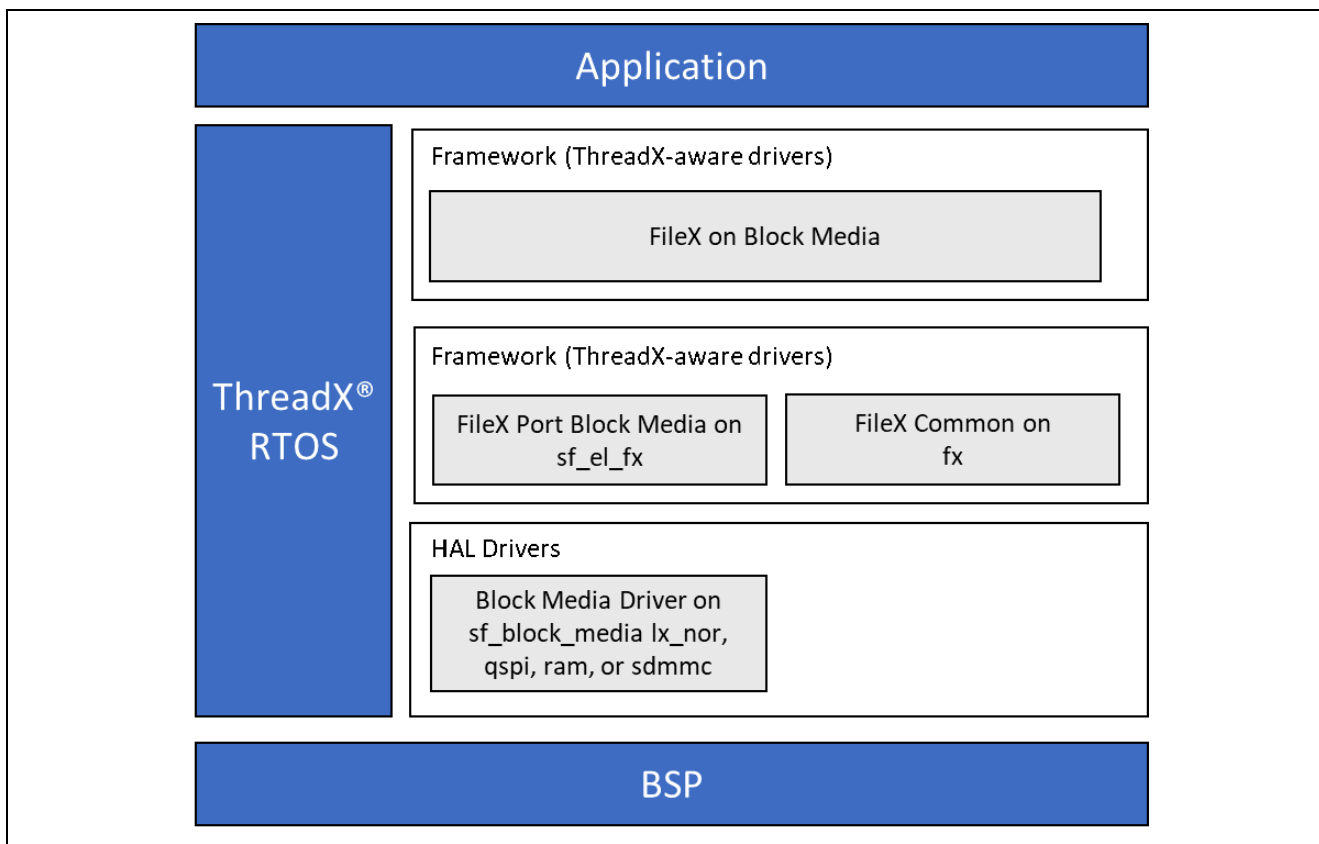 Application
ThreadX®
RTOS
Framework (ThreadX-aware drivers)
FileX on Block Media
Framework (ThreadX-aware drivers)
FileX Port Block Media on
sf_el_fx
FileX Common on
fx
HAL Drivers
Block Media Driver on
sf_block_media lx_nor,
qspi, ram, or sdmmc
BSP